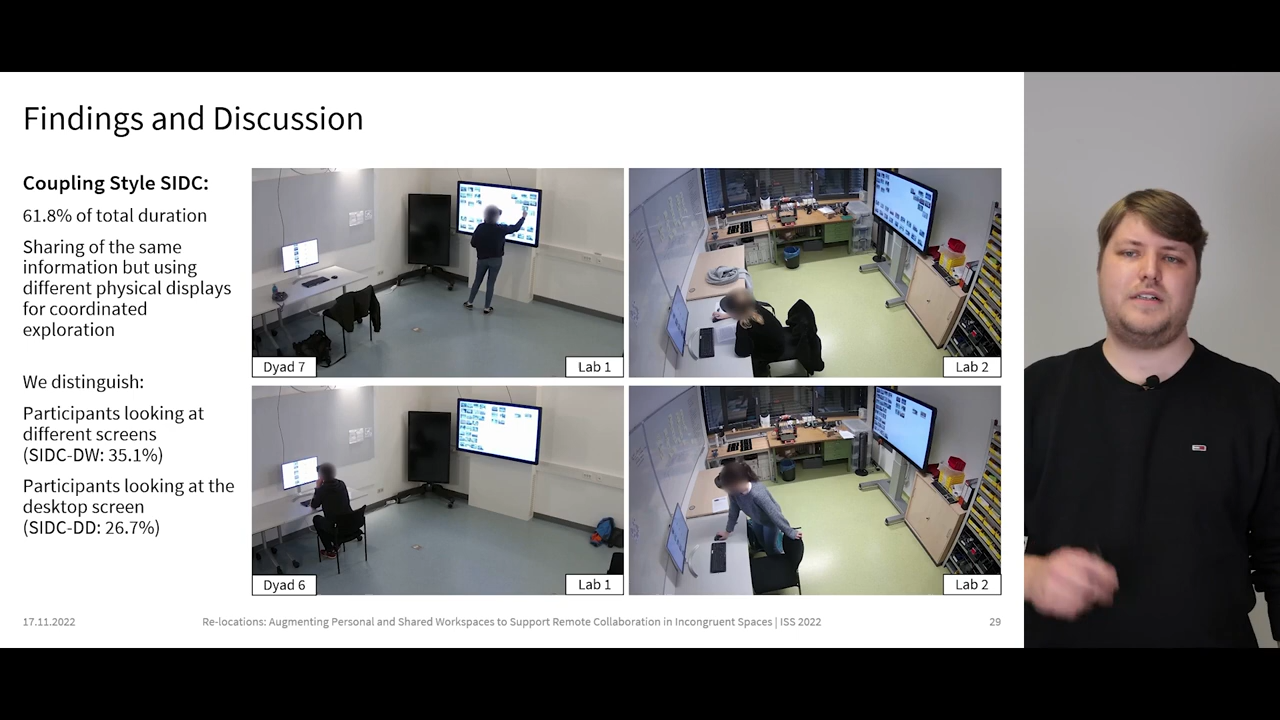 Findings and Discussion
Coupling Style SIDC:
61.8% of total duration
Sharing of the same
information but using
different physical displays
for coordinated
exploration
We distinguish:
Participants looking at
different screens
(SIDC-DW: 35.1%)
Participants looking at the
desktop screen
(SIDC-DD: 26.7%)
Dyad 7
Lab 1
Lab 2
Dyad 6
Lab 1
Lab 2
17.11.2022
Re-locations: Augmenting Personal and Shared Workspaces to Support Remote Collaboration in Incongruent Spaces | ISS 2022
29